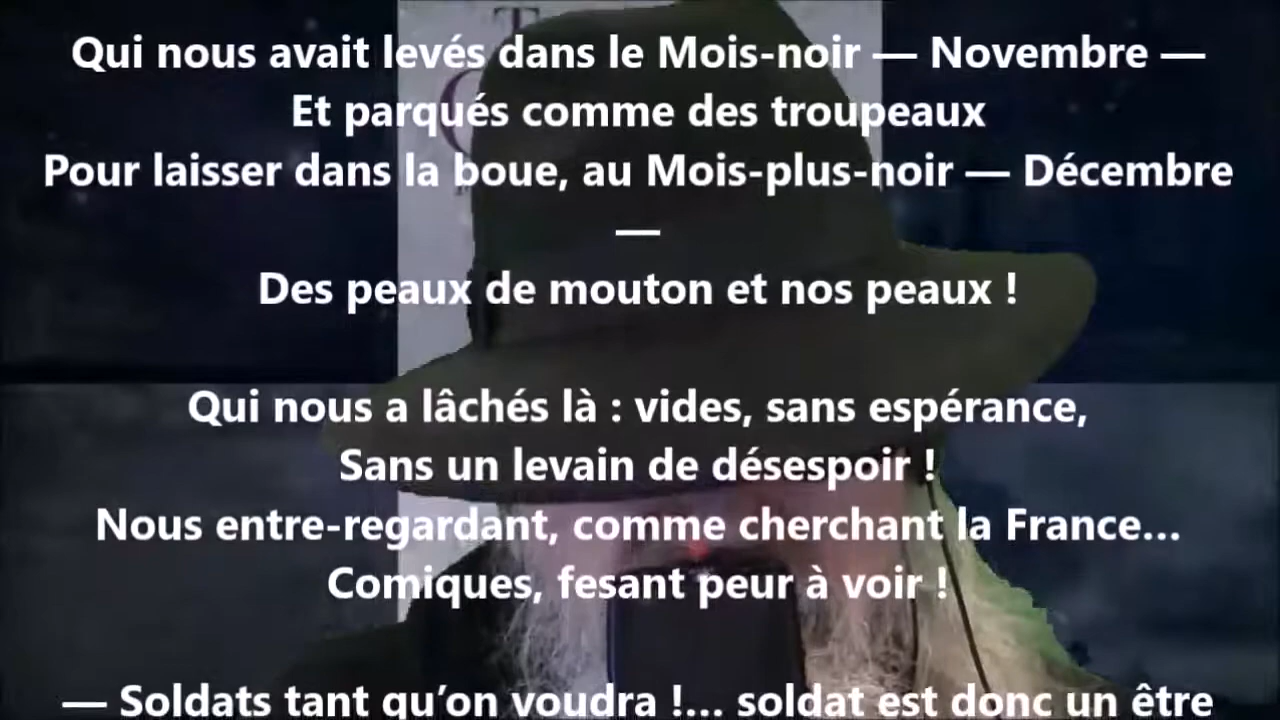 Qui nous avait levés dans le Mois-noir — Novembre —
Et parqués comme des troupeaux
Pour laisser dans la boue, au Mois-plus-noir — Décembre
—
Des peaux de mouton et nos peaux !
Qui nous a lâchés là : vides, sans espérance,
Sans un levain de désespoir !
Nous entre-regardant, comme cherchant la France…
Comiques, fesant peur à voir !
— Soldats tant qu’on voudra !… soldat est donc un être